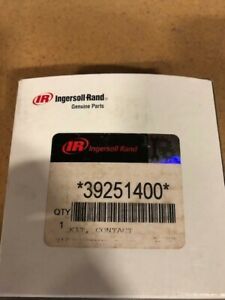 IR Ingersoll-Rand®
Genuine Parts
IR Ingersoll-Rand
*39251400*
QTY
1
KIT, CONTACT